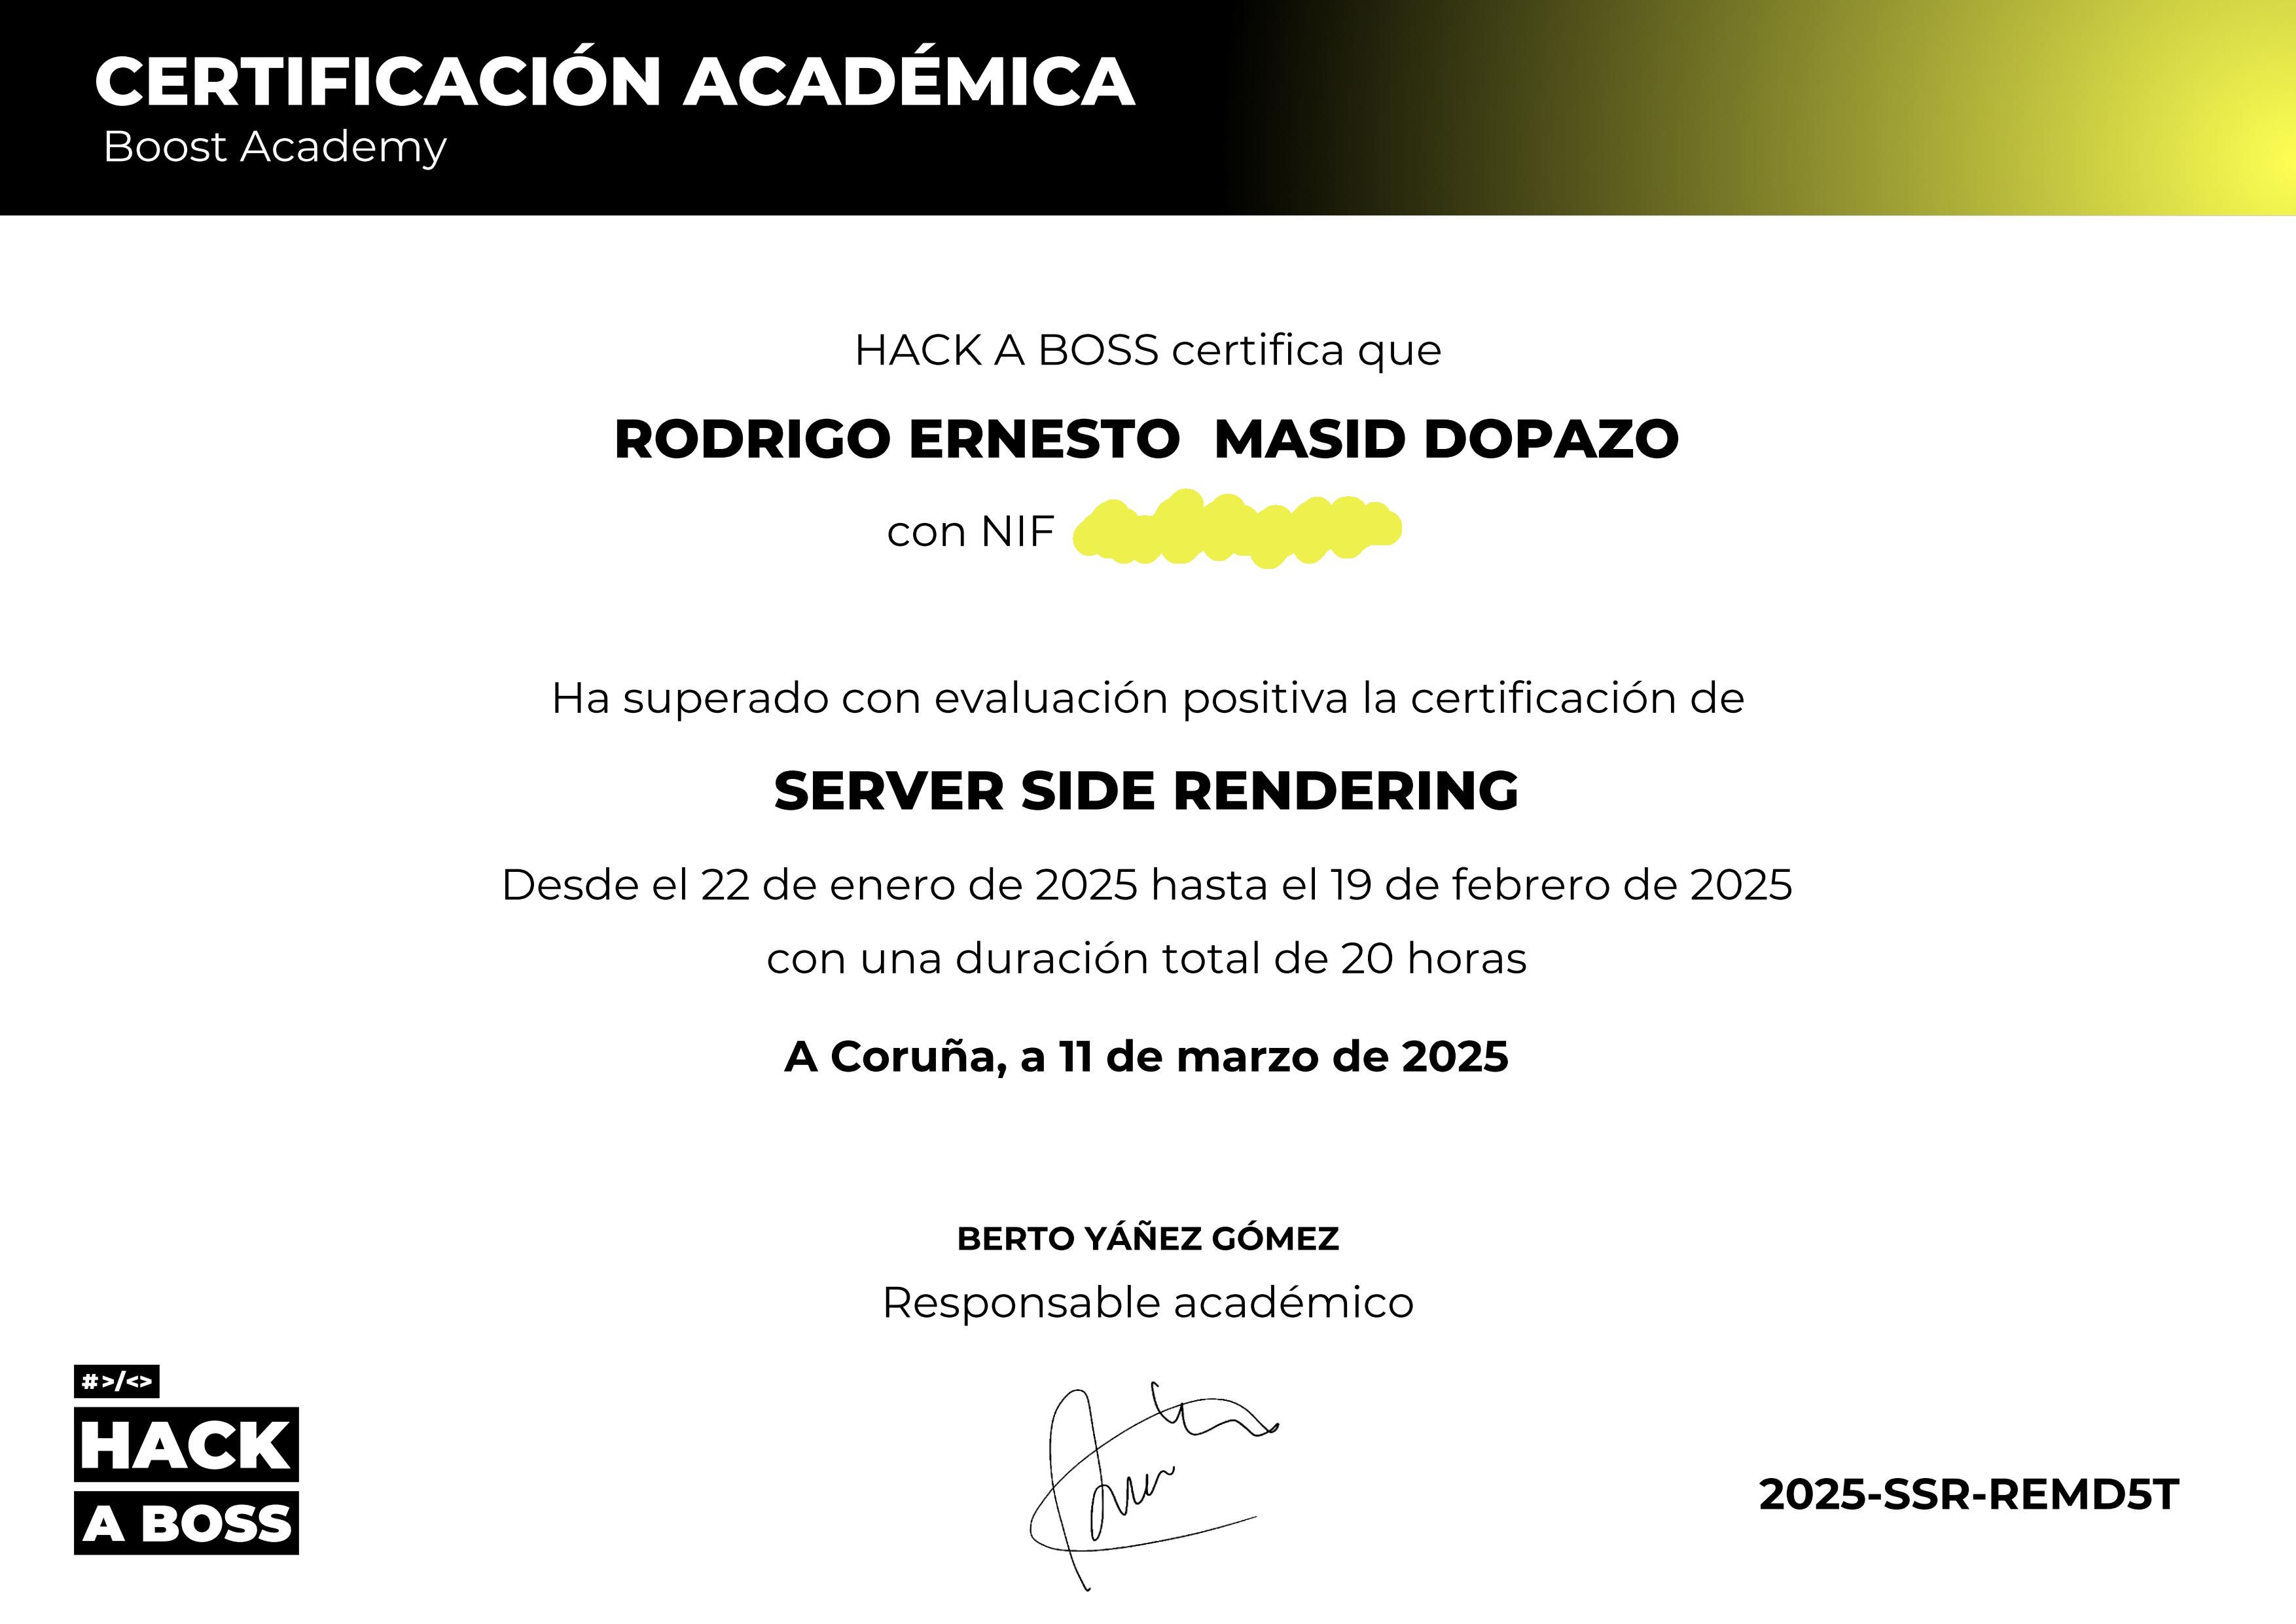 CERTIFICACIÓN ACADÉMICA
Boost Academy
HACK A BOSS certifica que
RODRIGO ERNESTO MASID DOPAZO
con NIF
Ha superado con evaluación positiva la certificación de
SERVER SIDE RENDERING
Desde el 22 de enero de 2025 hasta el 19 de febrero de 2025
con una duración total de 20 horas
A Coruña, a 11 de marzo de 2025
BERTO YÁÑEZ GÓMEZ
Responsable académico
#>/<>
HACK
A BOSS
2025-SSR-REMD5T